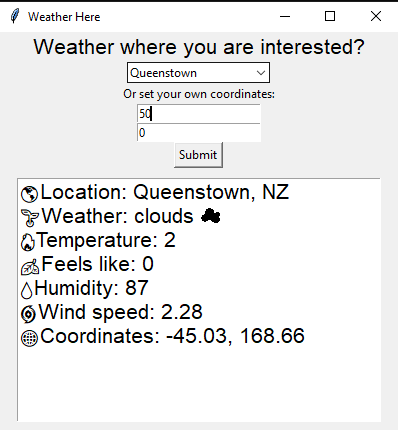 Weather Here
Weather where you are interested?
Queenstown
Or set your own coordinates:
50
0
Submit
Location: Queenstown, NZ
Weather: clouds
Temperature: 2
Feels like: 0
Humidity: 87
Wind speed: 2.28
Coordinates: -45.03, 168.66